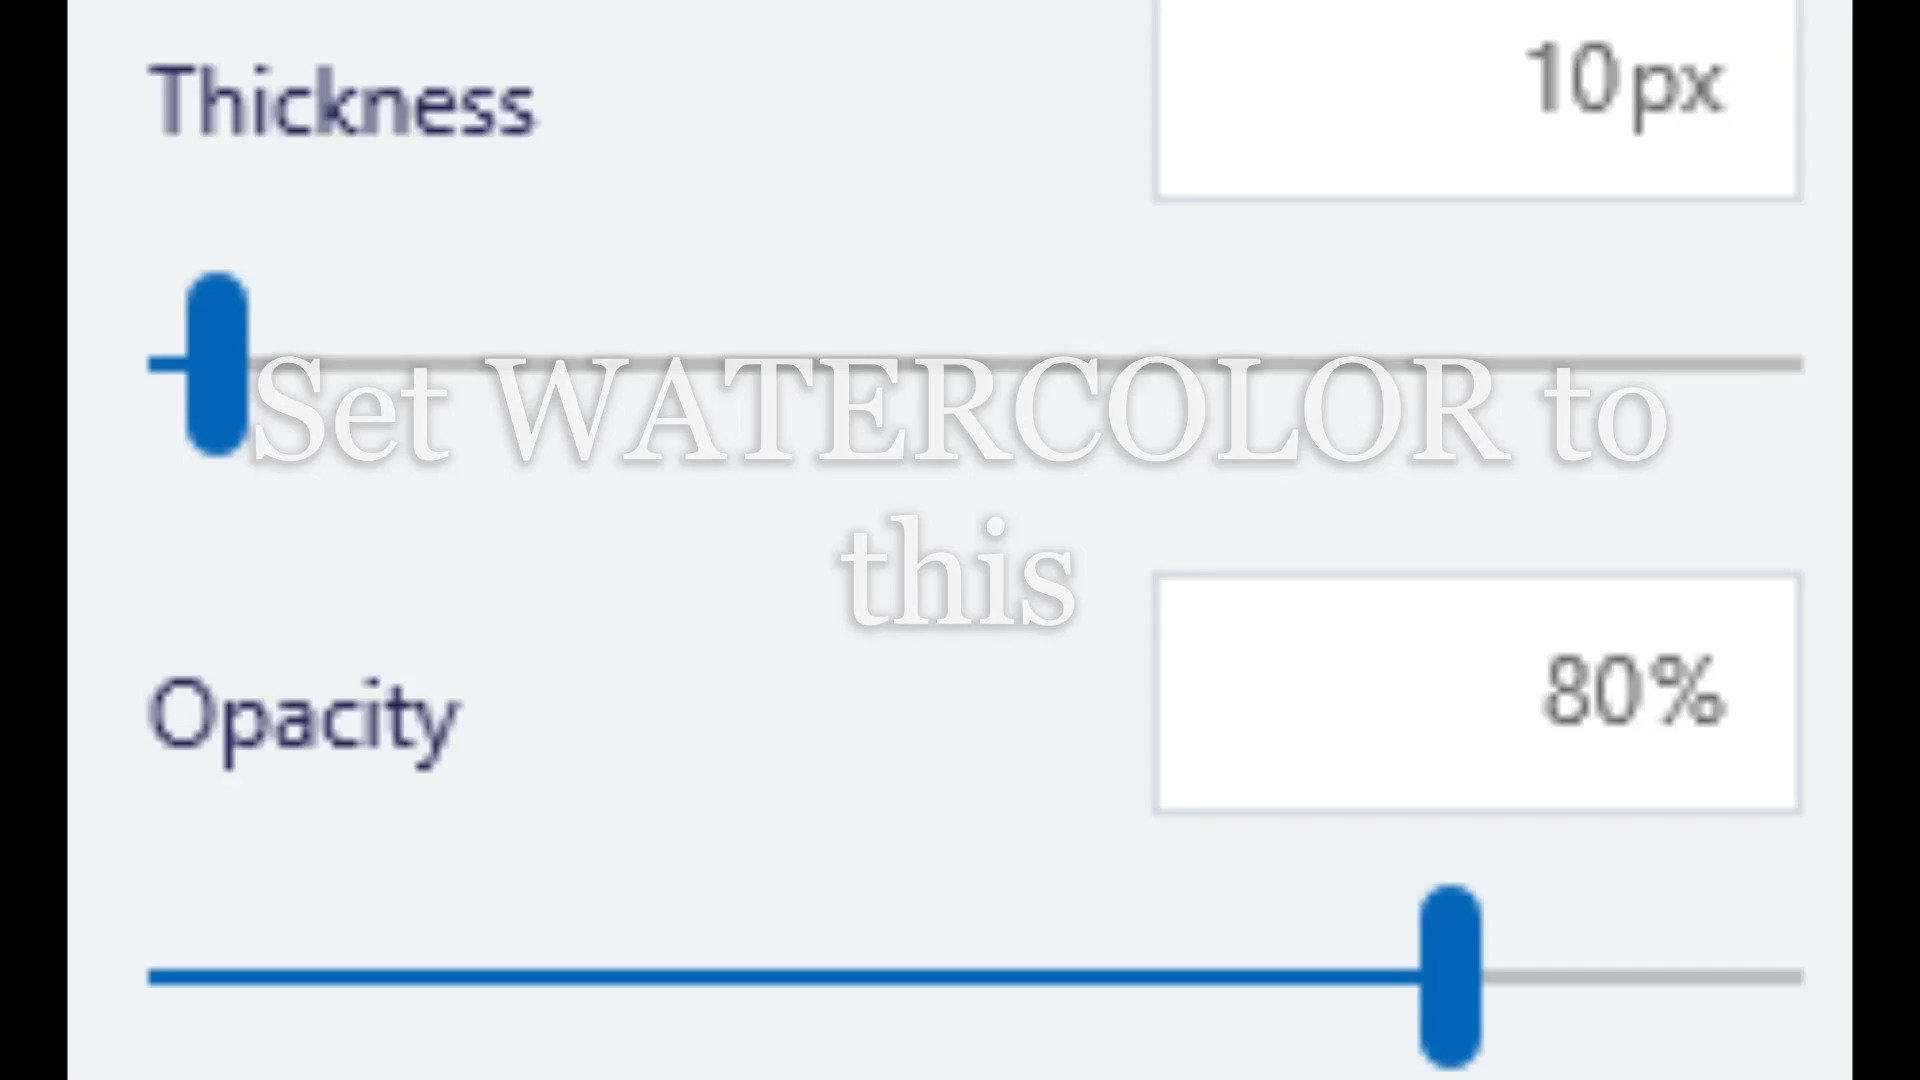 Thickness
10px
Set WATERCOLOR to
this
Opacity
80%